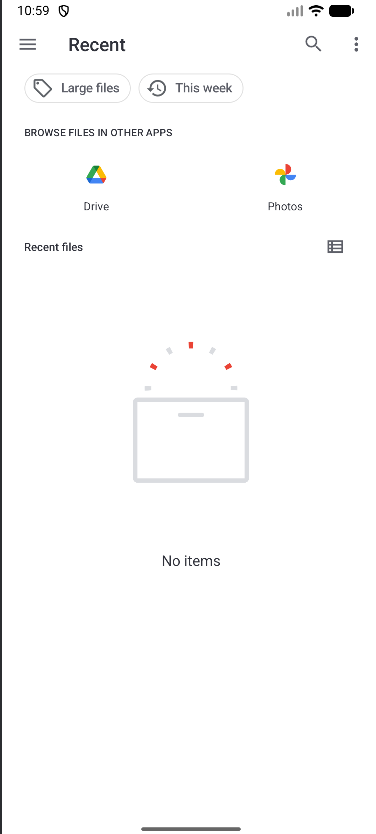 10:59
Recent
Large files
This week
BROWSE FILES IN OTHER APPS
Drive
Photos
Recent files
No items